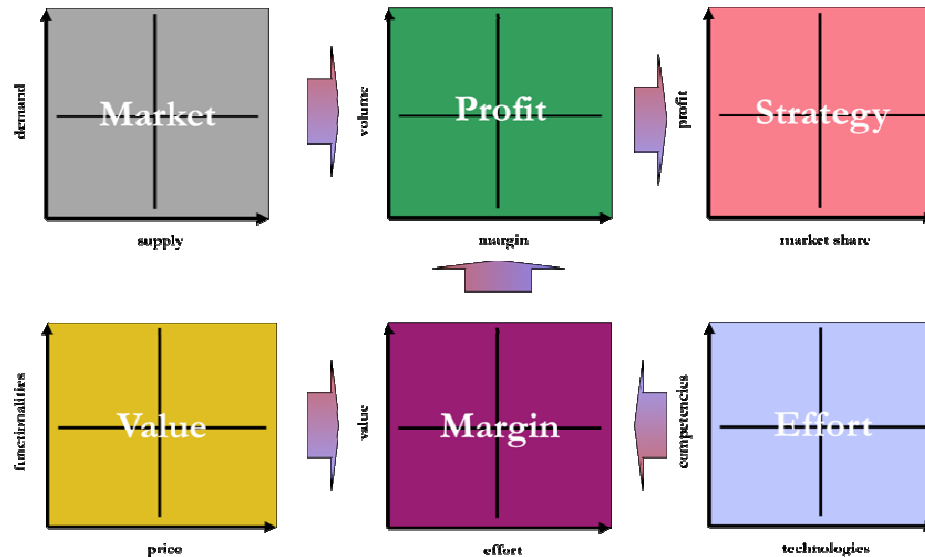 demand
Market
supply
volume
Profit
margin
profit
Strategy
market share
functionalities
Value
price
value
Margin
effort
competencies
Effort
technologies